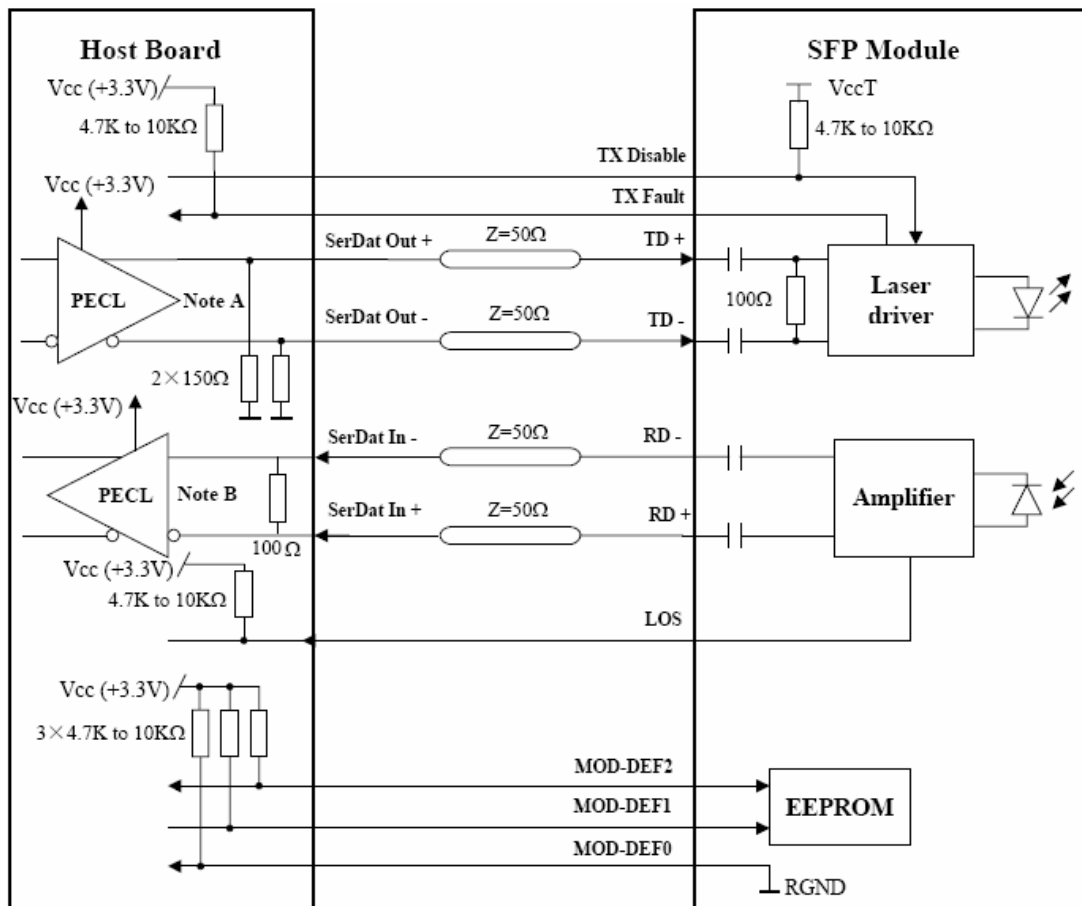 Host Board
SFP Module
Vcc (+3.3V)
4.7K to 10KΩ
VccT
4.7K to 10KΩ
TX Disable
TX Fault
Vcc (+3.3V)
SerDat Out +
Z=50Ω
TD +
PECL
Note A
100Ω
Laser
driver
SerDat Out -
Z=50Ω
TD -
2×150Ω
Vcc (+3.3V)
SerDat In -
Z=50Ω
RD -
PECL
Note B
Amplifier
SerDat In +
Z=50Ω
RD +
100Ω
Vcc (+3.3V)
4.7K to 10KΩ
LOS
Vcc (+3.3V)
3×4.7K to 10KΩ
MOD-DEF2
MOD-DEF1
EEPROM
MOD-DEF0
RGND